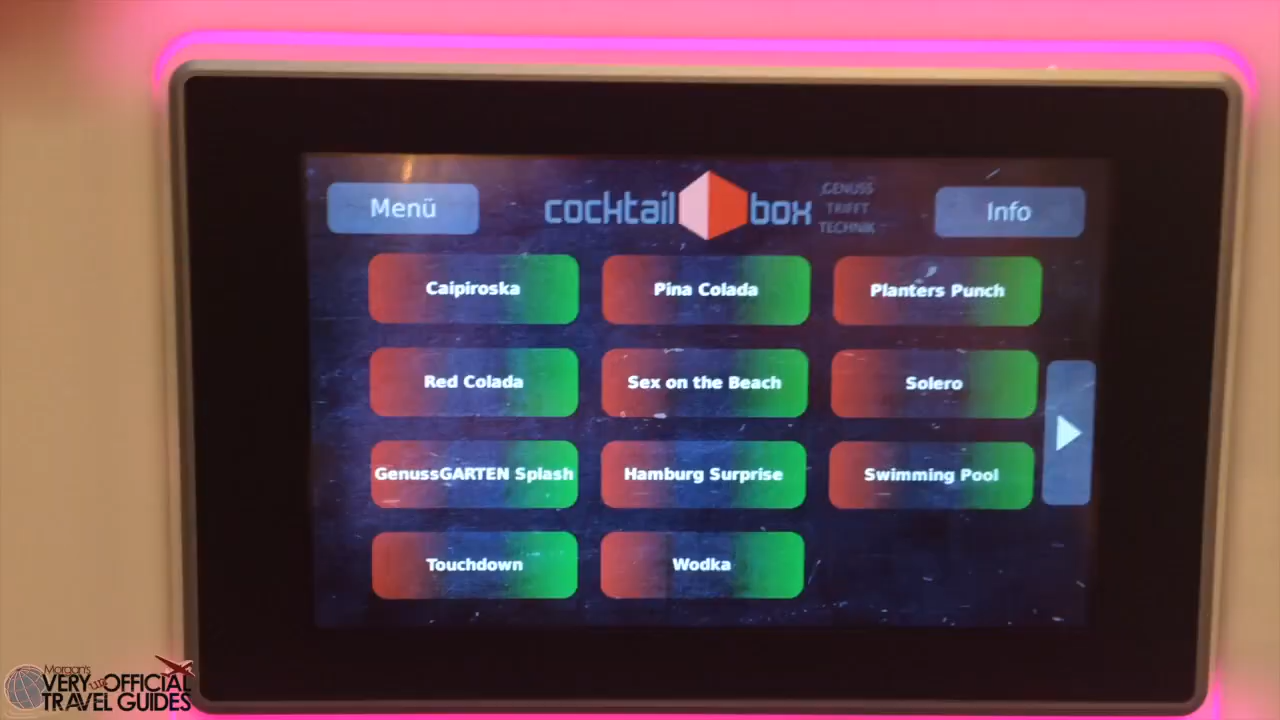 Menü
cocktail box
GENUSS
TRIFFT
TECHNIK
Info
Caipiroska
Pina Colada
Planters Punch
Red Colada
Sex on the Beach
Solero
GenussGARTEN Splash
Hamburg Surprise
Swimming Pool
Touchdown
Wodka
Morgan's
VERY un OFFICIAL
TRAVEL GUIDES